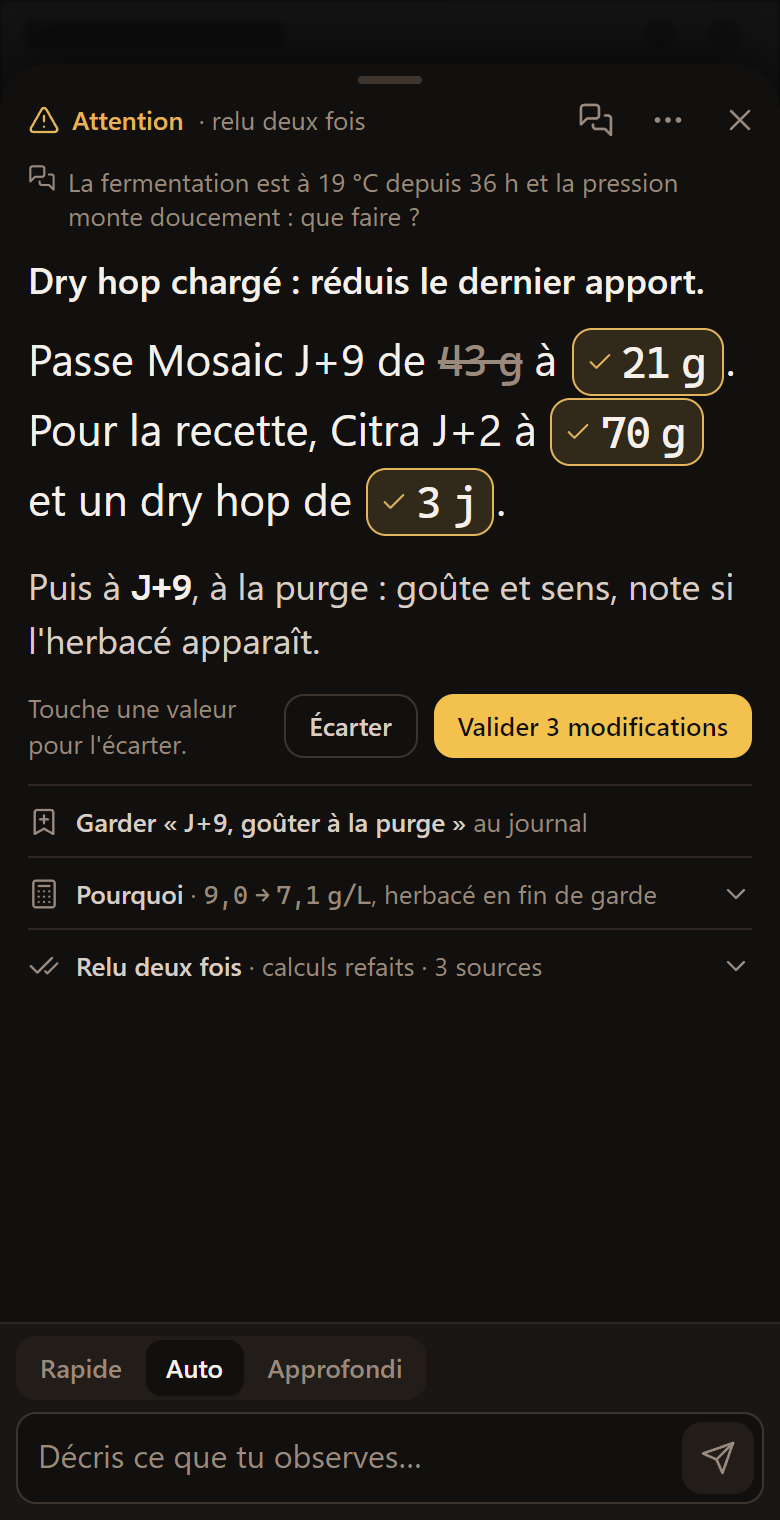 Attention · relu deux fois
La fermentation est à 19 °C depuis 36 h et la pression
monte doucement : que faire ?
Dry hop chargé : réduis le dernier apport.
Passe Mosaic J+9 de 43 g à 21 g.
Pour la recette, Citra J+2 à 70 g
et un dry hop de 3 j.
Puis à J+9, à la purge : goûte et sens, note si
l'herbacé apparaît.
Touche une valeur
pour l'écarter.
Écarter
Valider 3 modifications
Garder « J+9, goûter à la purge » au journal
Pourquoi · 9,0 → 7,1 g/L, herbacé en fin de garde
Relu deux fois · calculs refaits · 3 sources
Rapide
Auto
Approfondi
Décris ce que tu observes…